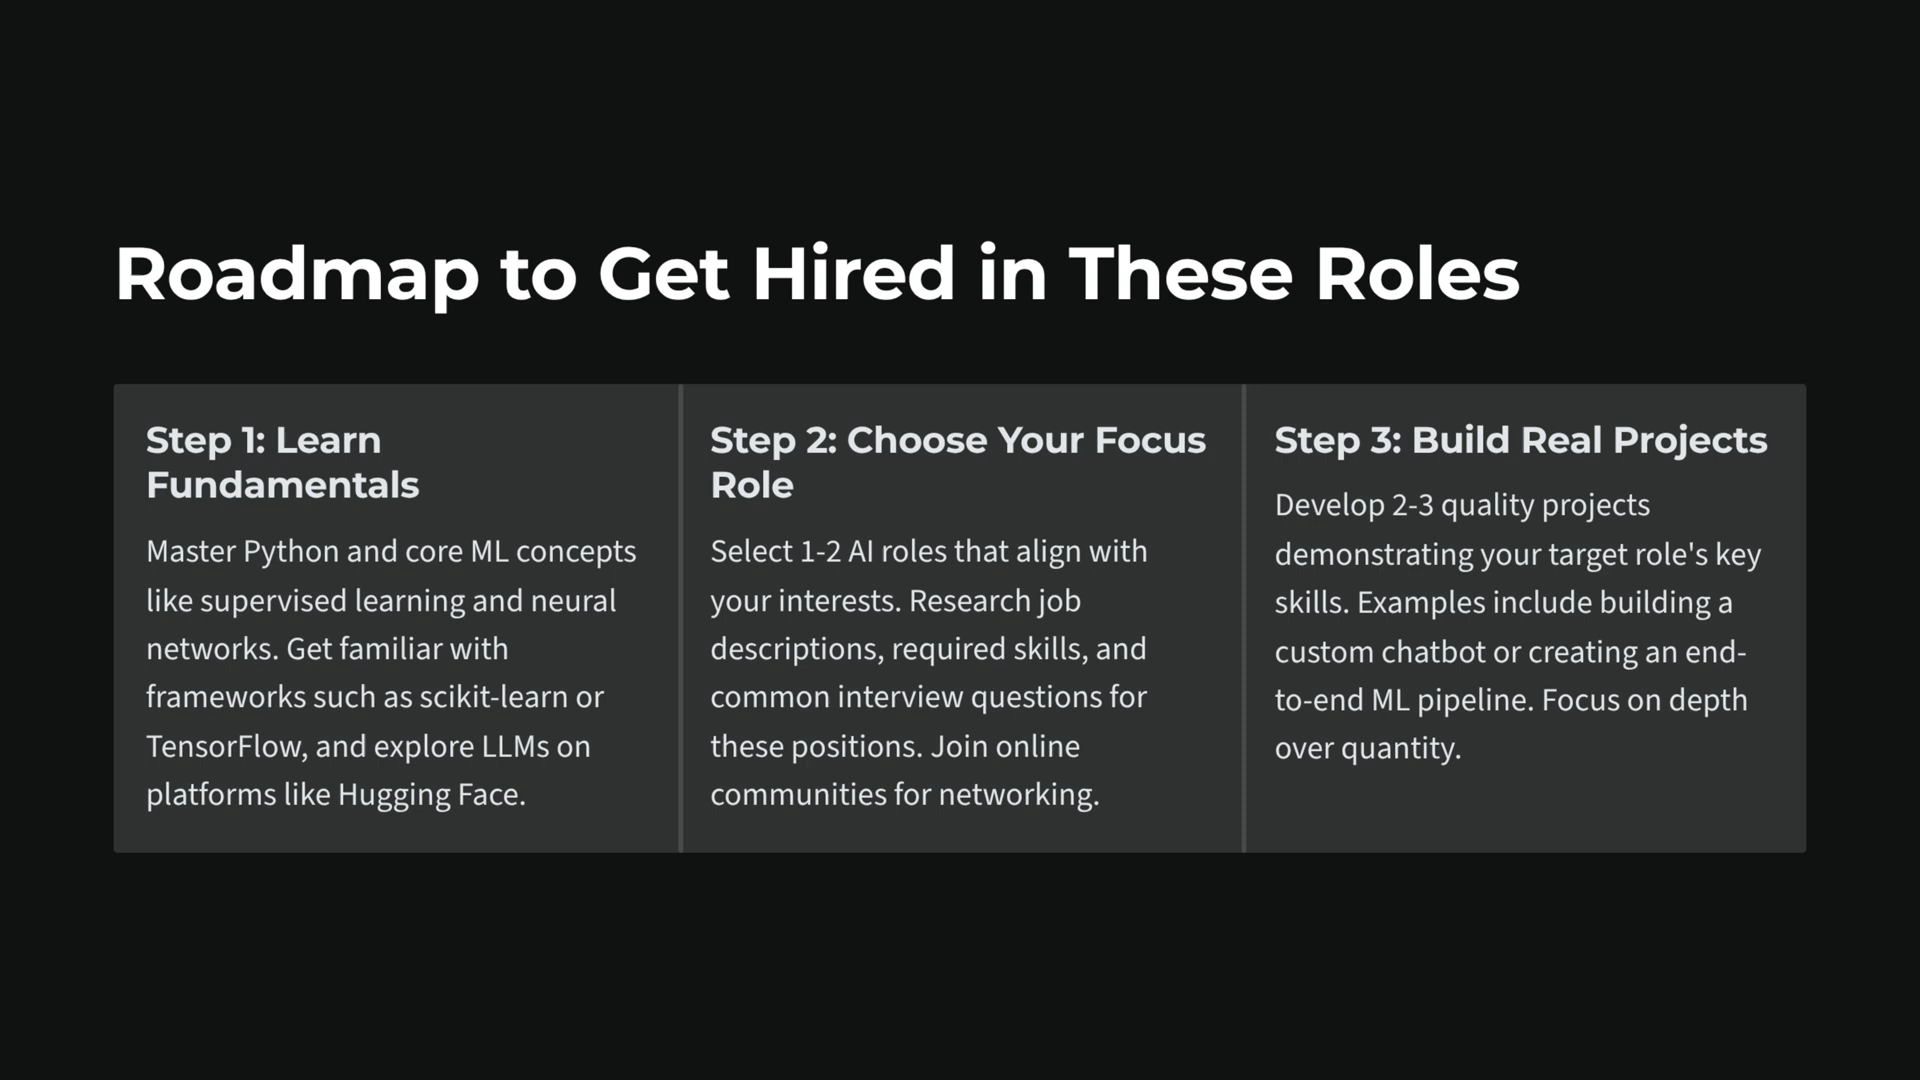 Roadmap to Get Hired in These Roles
Step 1: Learn
Fundamentals
Master Python and core ML concepts
like supervised learning and neural
networks. Get familiar with
frameworks such as scikit-learn or
TensorFlow, and explore LLMs on
platforms like Hugging Face.
Step 2: Choose Your Focus
Role
Select 1-2 AI roles that align with
your interests. Research job
descriptions, required skills, and
common interview questions for
these positions. Join online
communities for networking.
Step 3: Build Real Projects
Develop 2-3 quality projects
demonstrating your target role's key
skills. Examples include building a
custom chatbot or creating an end-
to-end ML pipeline. Focus on depth
over quantity.